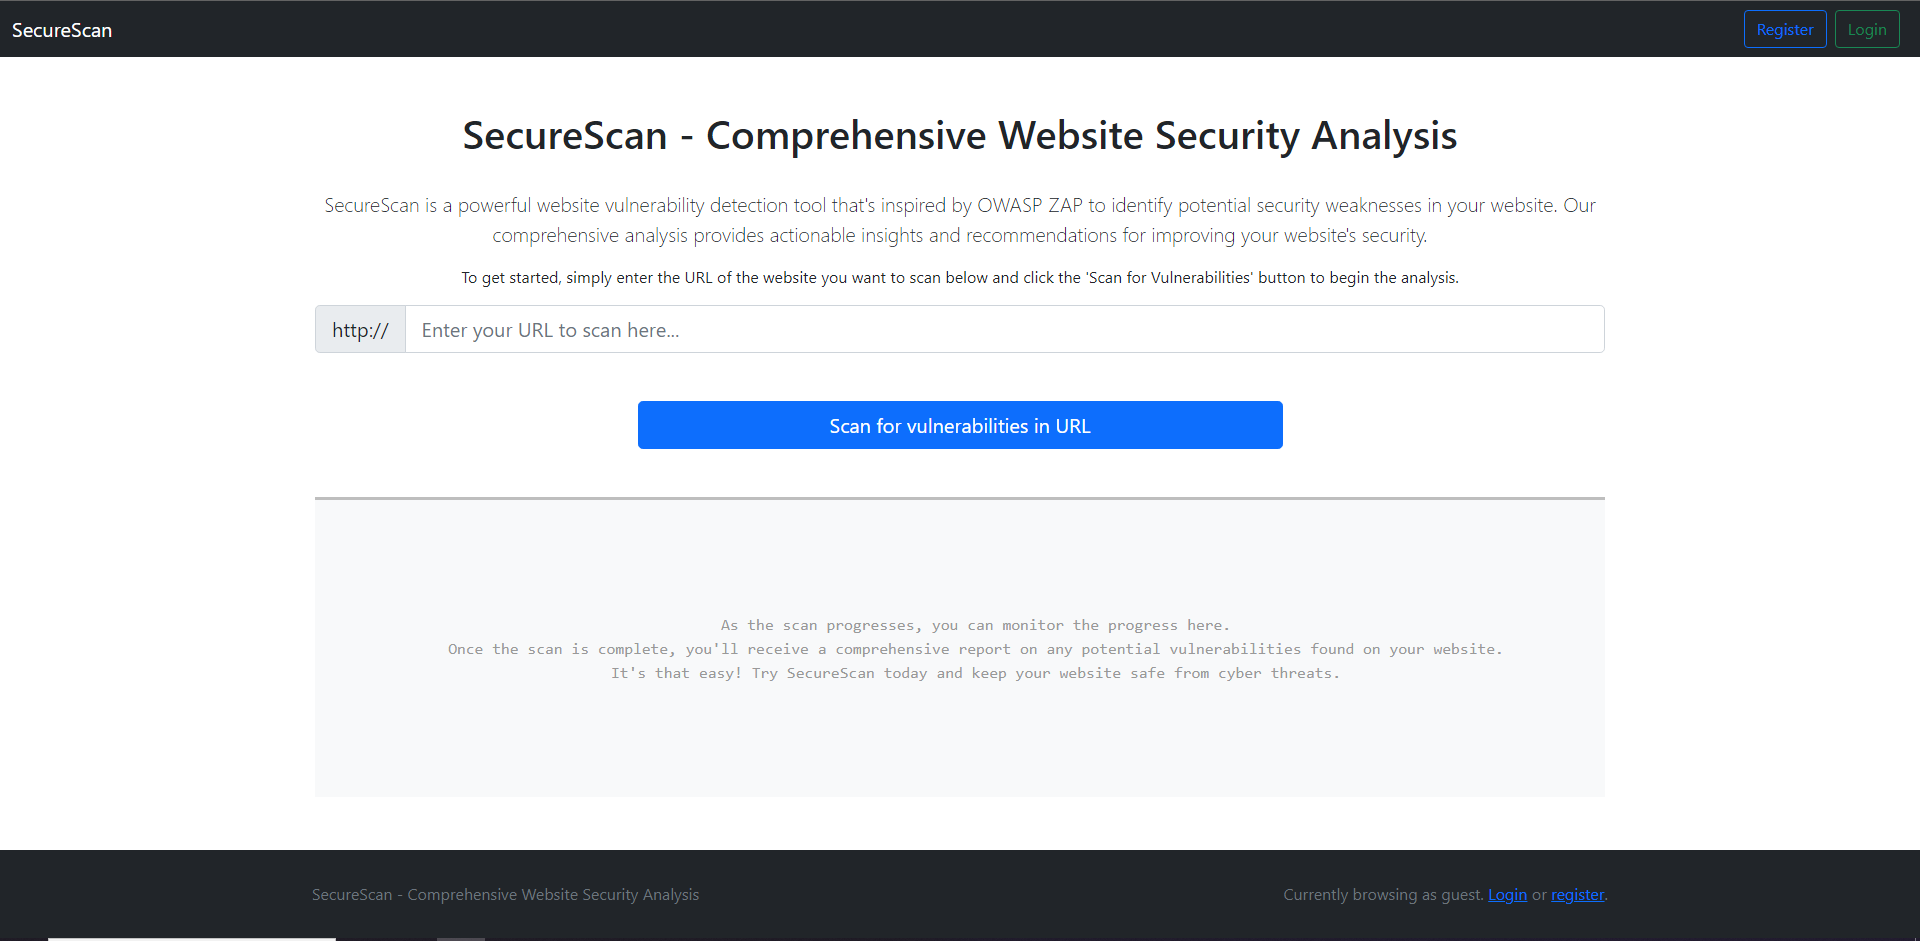 SecureScan
Register
Login
SecureScan - Comprehensive Website Security Analysis
SecureScan is a powerful website vulnerability detection tool that's inspired by OWASP ZAP to identify potential security weaknesses in your website. Our
comprehensive analysis provides actionable insights and recommendations for improving your website's security.
To get started, simply enter the URL of the website you want to scan below and click the 'Scan for Vulnerabilities' button to begin the analysis.
http://
Enter your URL to scan here...
Scan for vulnerabilities in URL
As the scan progresses, you can monitor the progress here.
Once the scan is complete, you'll receive a comprehensive report on any potential vulnerabilities found on your website.
It's that easy! Try SecureScan today and keep your website safe from cyber threats.
SecureScan - Comprehensive Website Security Analysis
Currently browsing as guest. Login or register.